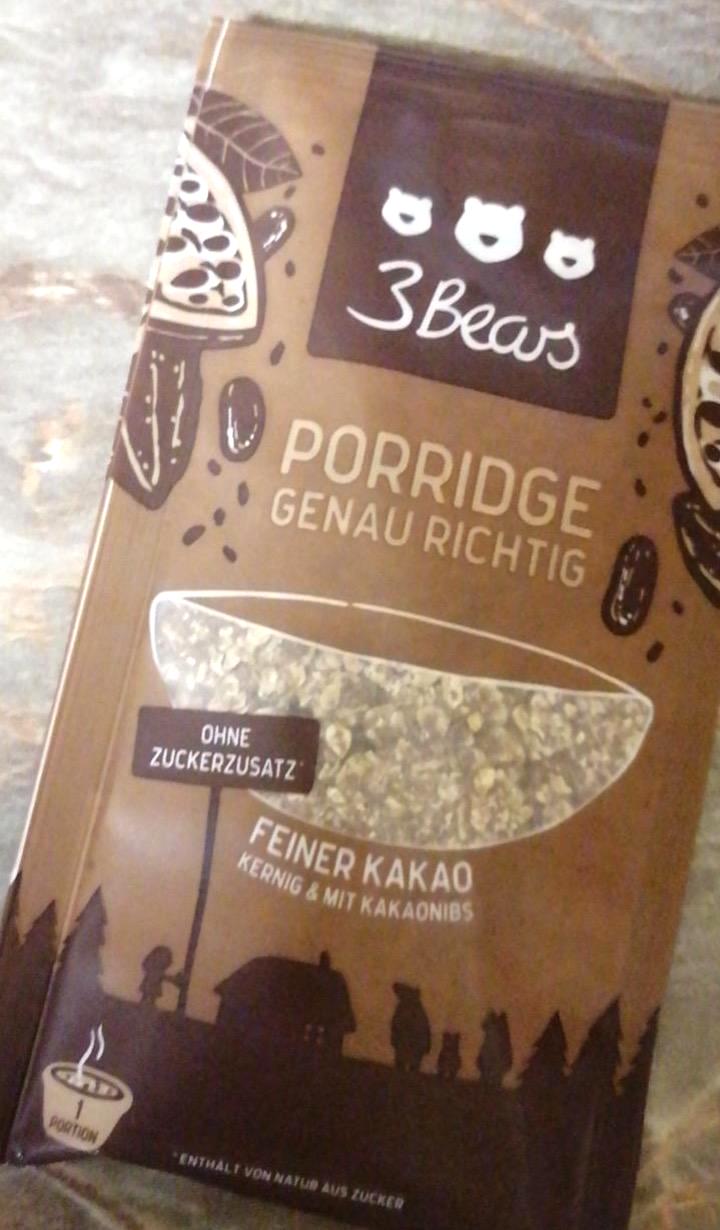 3Bears
PORRIDGE
GENAU RICHTIG
OHNE
ZUCKERZUSATZ*
FEINER KAKAO
KERNIG & MIT KAKAONIBS
1
PORTION
*ENTHÄLT VON NATUR AUS ZUCKER